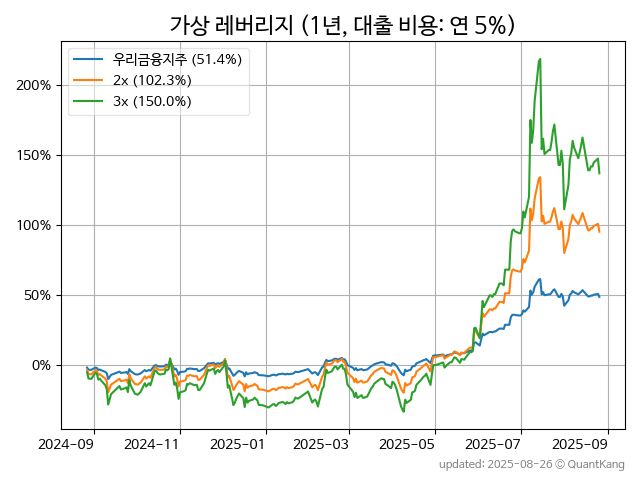 가상 레버리지 (1년, 대출 비용: 연 5%)
우리금융지주 (51.4%)
2x (102.3%)
3x (150.0%)
200%
150%
100%
50%
0%
2024-09
2024-11
2025-01
2025-03
2025-05
2025-07
2025-09
updated: 2025-08-26 © QuantKang